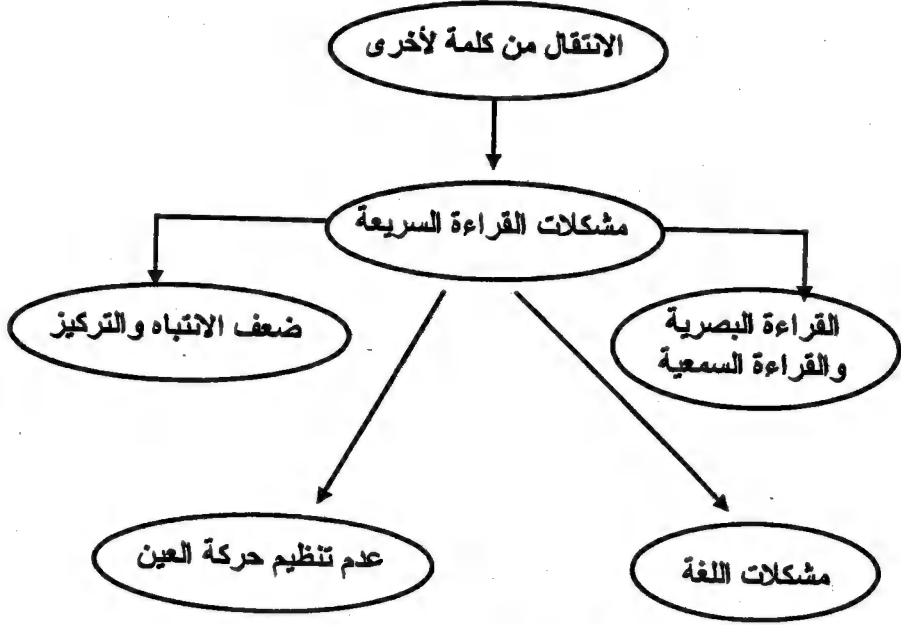 الانتقال من كلمة لأخرى
مشكلات القراءة السريعة
القراءة البصرية
والقراءة السمعية
ضعف الانتباه والتركيز
مشكلات اللغة
عدم تنظيم حركة العين